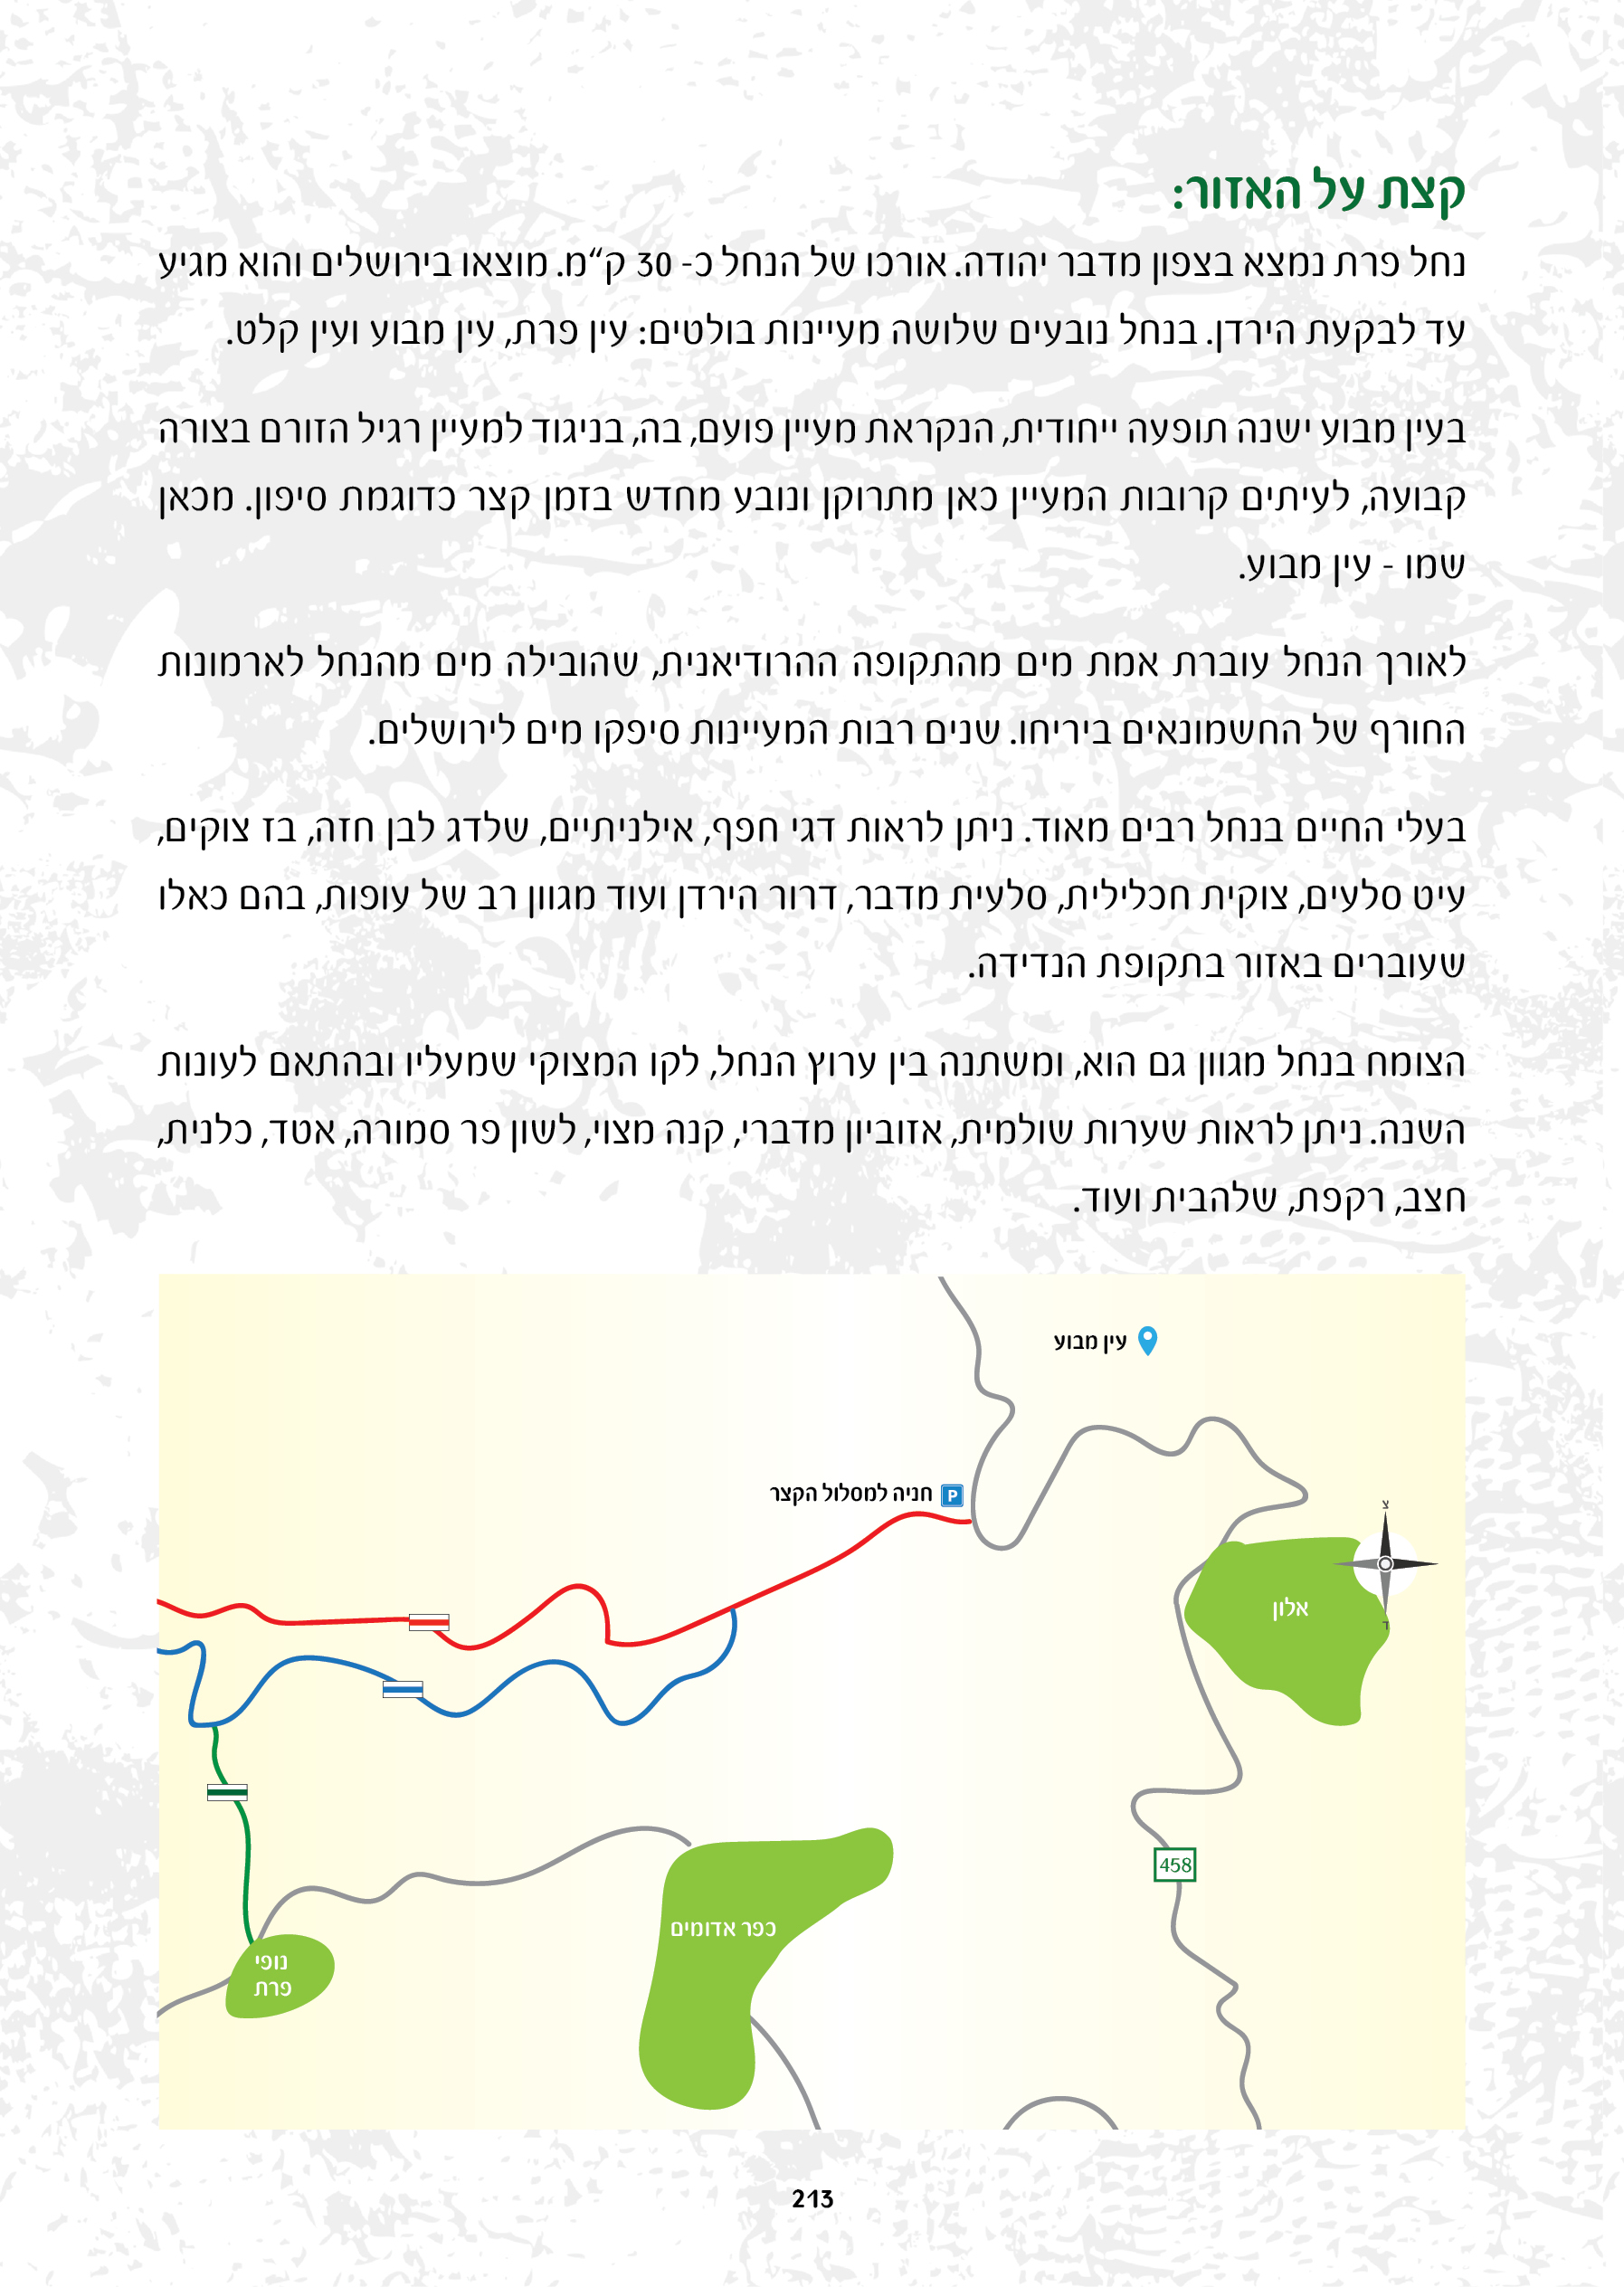 קצת על האזור:
נחל פרת נמצא בצפון מדבר יהודה. אורכו של הנחל כ- 30 ק“מ. מוצאו בירושלים והוא מגיע
עד לבקעת הירדן. בנחל נובעים שלושה מעיינות בולטים: עין פרת, עין מבוע ועין קלט.
בעין מבוע ישנה תופעה ייחודית, הנקראת מעיין פועם, בה, בניגוד למעיין רגיל הזורם בצורה
קבועה, לעיתים קרובות המעיין כאן מתרוקן ונובע מחדש בזמן קצר כדוגמת סיפון. מכאן
שמו - עין מבוע.
לאורך הנחל עוברת אמת מים מהתקופה ההרודיאנית, שהובילה מים מהנחל לארמונות
החורף של החשמונאים ביריחו. שנים רבות המעיינות סיפקו מים לירושלים.
בעלי החיים בנחל רבים מאוד. ניתן לראות דגי חפף, אילניתיים, שלדג לבן חזה, בז צוקים,
עיט סלעים, צוקית חכלילית, סלעית מדבר, דרור הירדן ועוד מגוון רב של עופות, בהם כאלו
שעוברים באזור בתקופת הנדידה.
הצומח בנחל מגוון גם הוא, ומשתנה בין ערוץ הנחל, לקו המצוקי שמעליו ובהתאם לעונות
השנה. ניתן לראות שערות שולמית, אזוביון מדברי, קנה מצוי, לשון פר סמורה, אטד, כלנית,
חצב, רקפת, שלהבית ועוד.
עין מבוע
P חניה למסלול הקצר
צ
אלון
ד
458
כפר אדומים
נופי
פרת
213